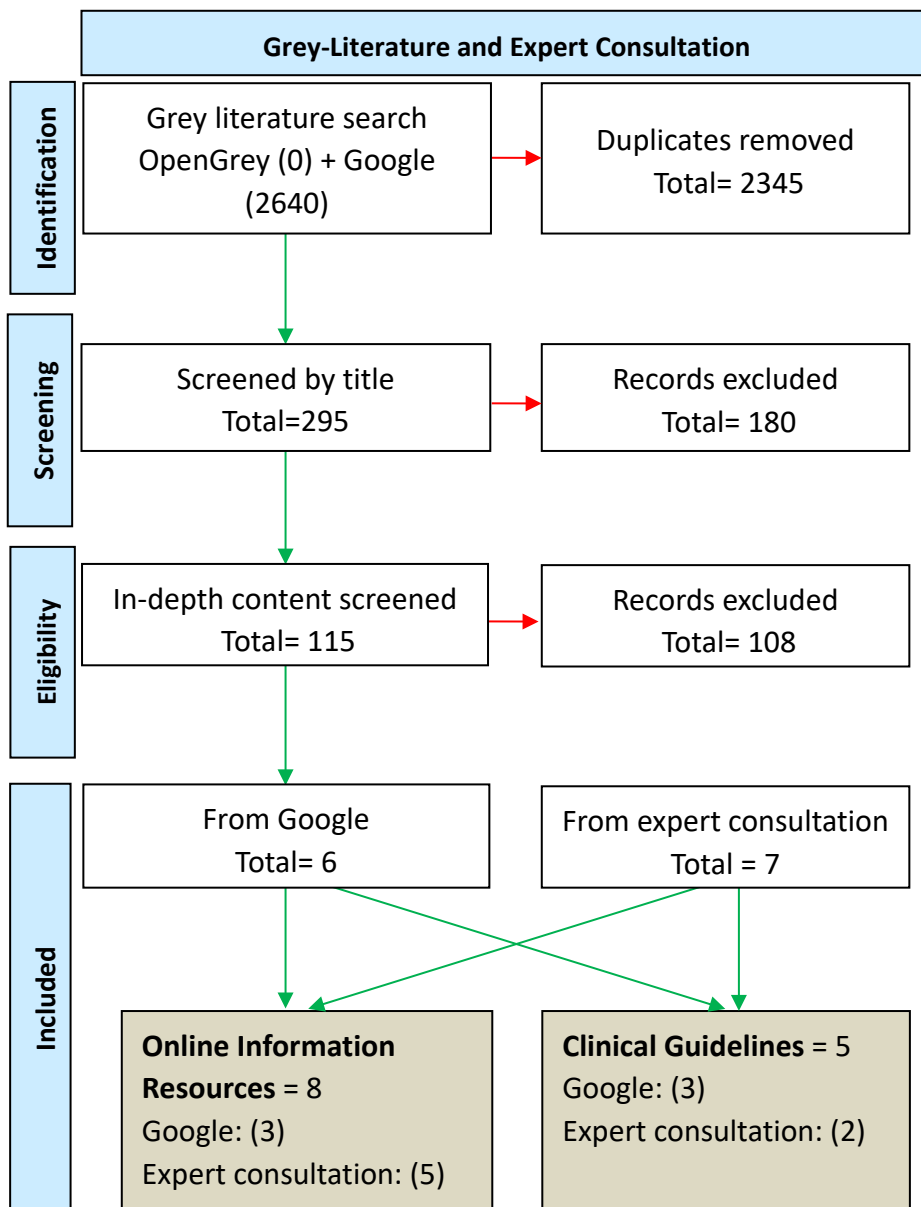 Grey-Literature and Expert Consultation
Identification
Grey literature search
OpenGrey (0) + Google
(2640)
Duplicates removed
Total= 2345
Screening
Screened by title
Total=295
Records excluded
Total= 180
Eligibility
In-depth content screened
Total= 115
Records excluded
Total= 108
Included
From Google
Total= 6
From expert consultation
Total = 7
Online Information
Resources = 8
Google: (3)
Expert consultation: (5)
Clinical Guidelines = 5
Google: (3)
Expert consultation: (2)